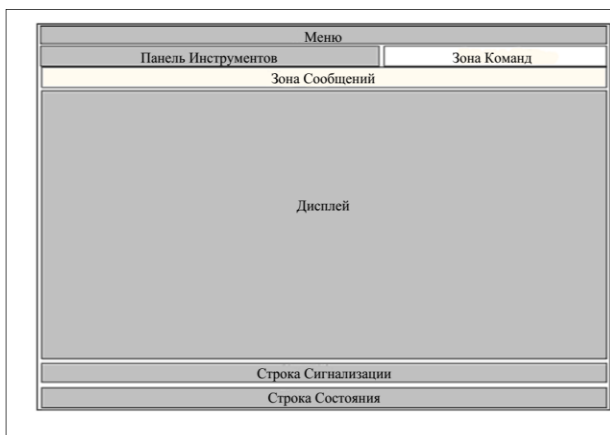 Меню
Панель Инструментов
Зона Команд
Зона Сообщений
Дисплей
Строка Сигнализации
Строка Состояния